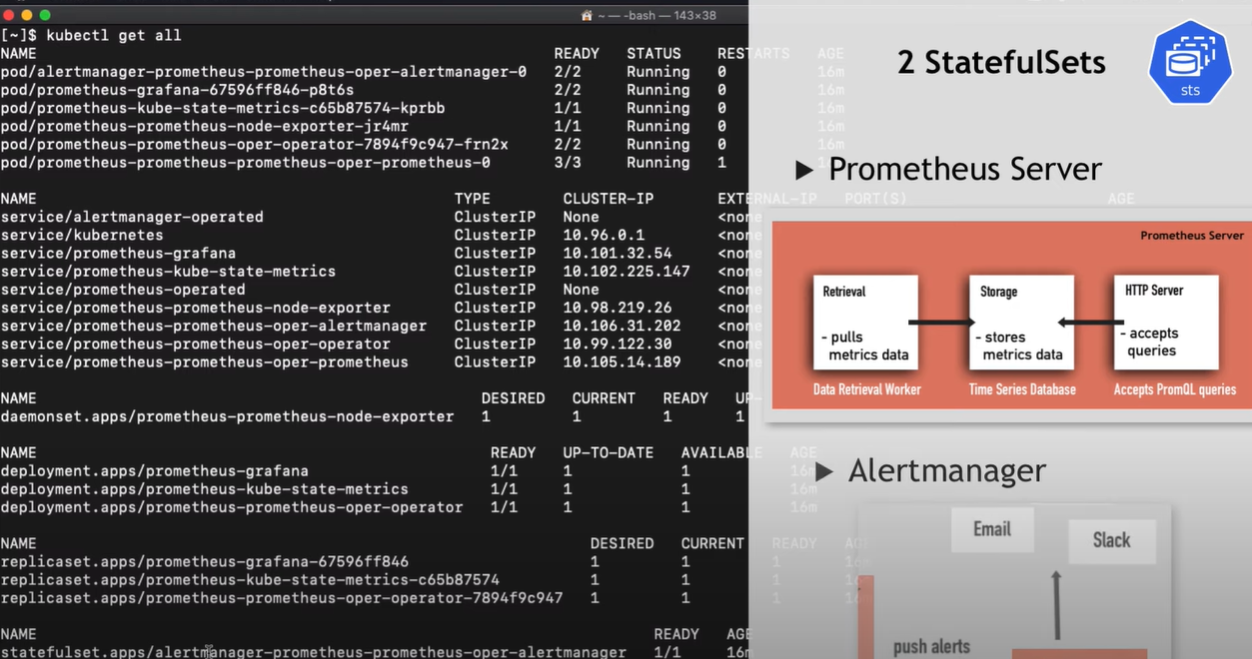 ~ — -bash — 143×38
[~]$ kubectl get all
NAME READY STATUS RESTARTS AGE
pod/alertmanager-prometheus-prometheus-oper-alertmanager-0 2/2 Running 0 16m
pod/prometheus-grafana-67596ff846-p8t6s 2/2 Running 0 16m
pod/prometheus-kube-state-metrics-c65b87574-kprbb 1/1 Running 0 16m
pod/prometheus-prometheus-node-exporter-jr4mr 1/1 Running 0 16m
pod/prometheus-prometheus-oper-operator-7894f9c947-frn2x 2/2 Running 0 16m
pod/prometheus-prometheus-prometheus-oper-prometheus-0 3/3 Running 1 16m
NAME TYPE CLUSTER-IP EXTERNAL-IP PORT(S) AGE
service/alertmanager-operated ClusterIP None <none
service/kubernetes ClusterIP 10.96.0.1 <none
service/prometheus-grafana ClusterIP 10.101.32.54 <none
service/prometheus-kube-state-metrics ClusterIP 10.102.225.147 <none
service/prometheus-operated ClusterIP None <none
service/prometheus-prometheus-node-exporter ClusterIP 10.98.219.26 <none
service/prometheus-prometheus-oper-alertmanager ClusterIP 10.106.31.202 <none
service/prometheus-prometheus-oper-operator ClusterIP 10.99.122.30 <none
service/prometheus-prometheus-oper-prometheus ClusterIP 10.105.14.189 <none
NAME DESIRED CURRENT READY UP-
daemonset.apps/prometheus-prometheus-node-exporter 1 1 1 1
NAME READY UP-TO-DATE AVAILABLE AGE
deployment.apps/prometheus-grafana 1/1 1 1 16m
deployment.apps/prometheus-kube-state-metrics 1/1 1 1 16m
deployment.apps/prometheus-prometheus-oper-operator 1/1 1 1 16m
NAME DESIRED CURRENT READY
replicaset.apps/prometheus-grafana-67596ff846 1 1 1
replicaset.apps/prometheus-kube-state-metrics-c65b87574 1 1 1
replicaset.apps/prometheus-prometheus-oper-operator-7894f9c947 1 1 1
NAME READY AGE
statefulset.apps/alertmanager-prometheus-prometheus-oper-alertmanager 1/1 16m
2 StatefulSets
sts
Prometheus Server
Prometheus Server
Retrieval
- pulls
metrics data
Data Retrieval Worker
Storage
- stores
metrics data
Time Series Database
HTTP Server
- accepts
queries
Accepts PromQL queries
Alertmanager
Email
Slack
push alerts